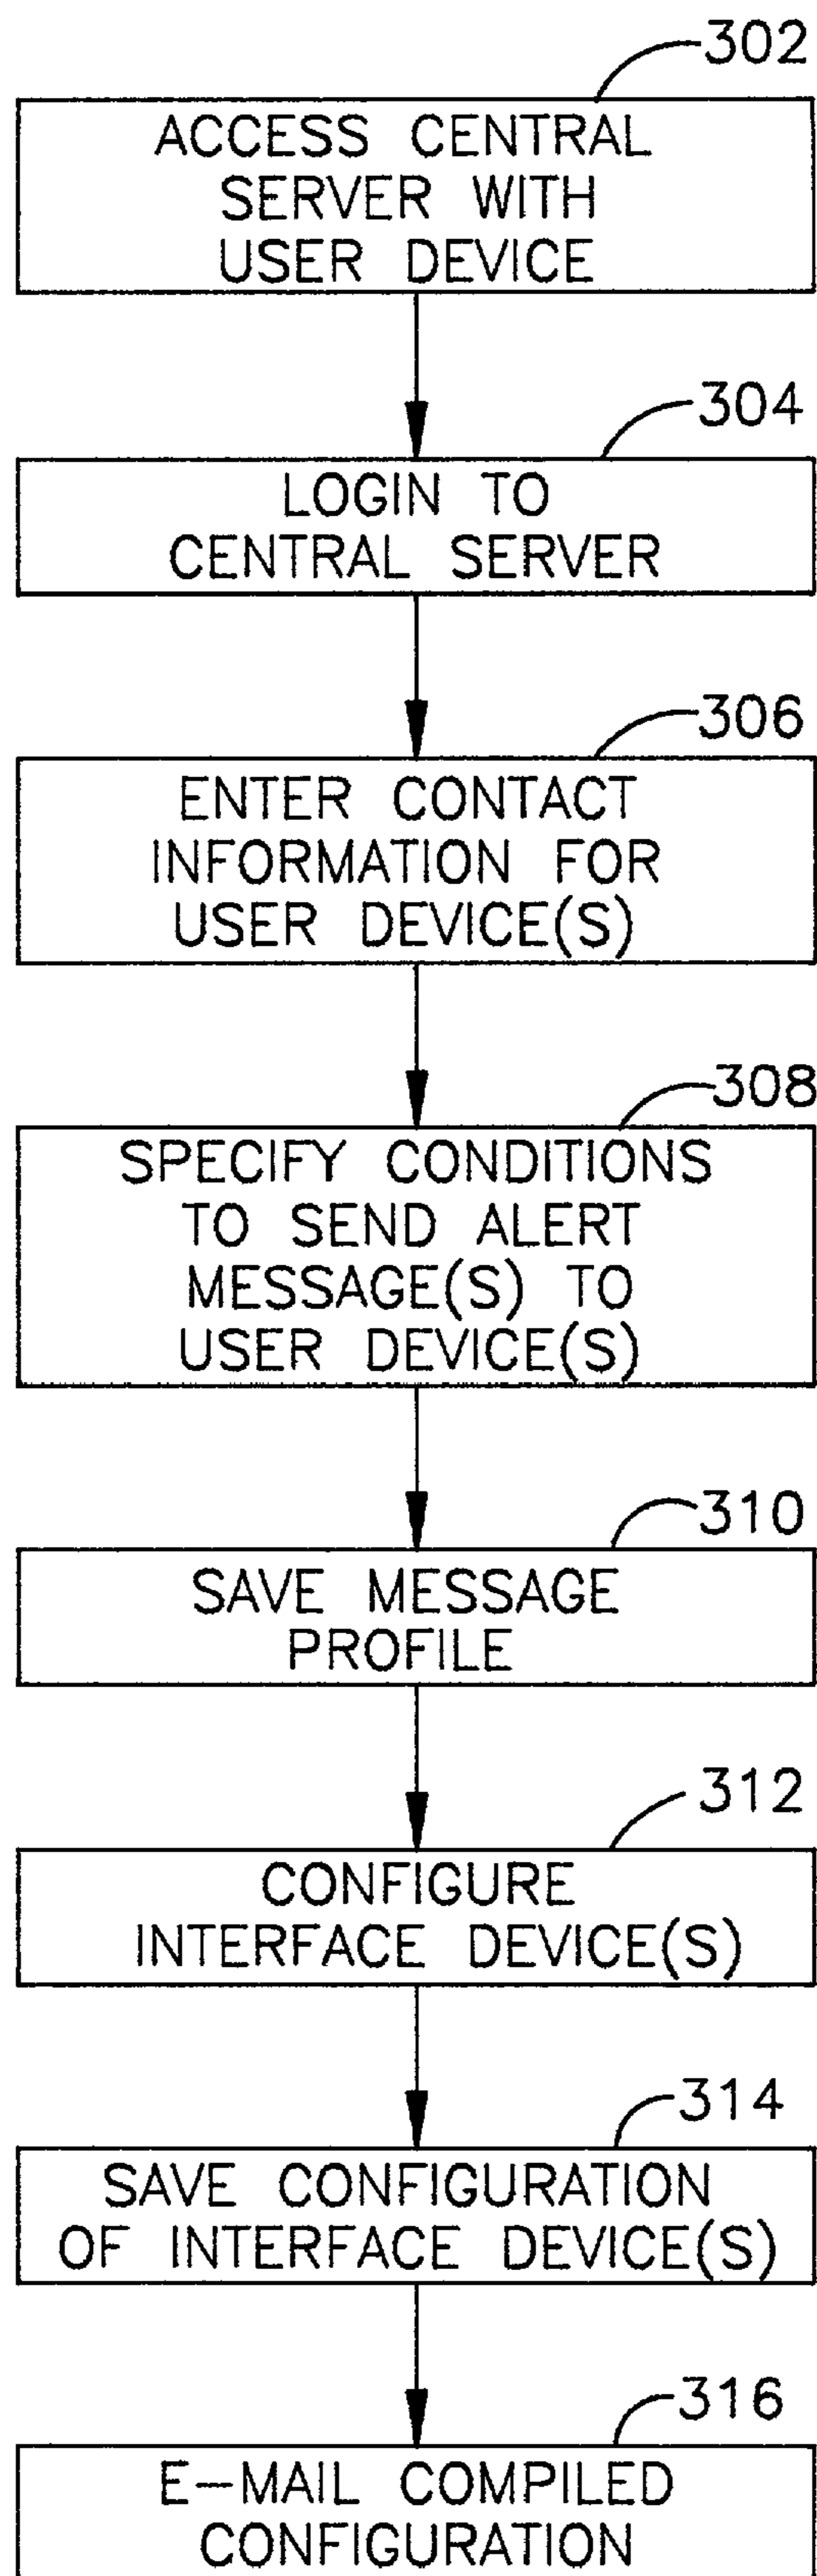 302
ACCESS CENTRAL
SERVER WITH
USER DEVICE
304
LOGIN TO
CENTRAL SERVER
306
ENTER CONTACT
INFORMATION FOR
USER DEVICE(S)
308
SPECIFY CONDITIONS
TO SEND ALERT
MESSAGE(S) TO
USER DEVICE(S)
310
SAVE MESSAGE
PROFILE
312
CONFIGURE
INTERFACE DEVICE(S)
314
SAVE CONFIGURATION
OF INTERFACE DEVICE(S)
316
E-MAIL COMPILED
CONFIGURATION